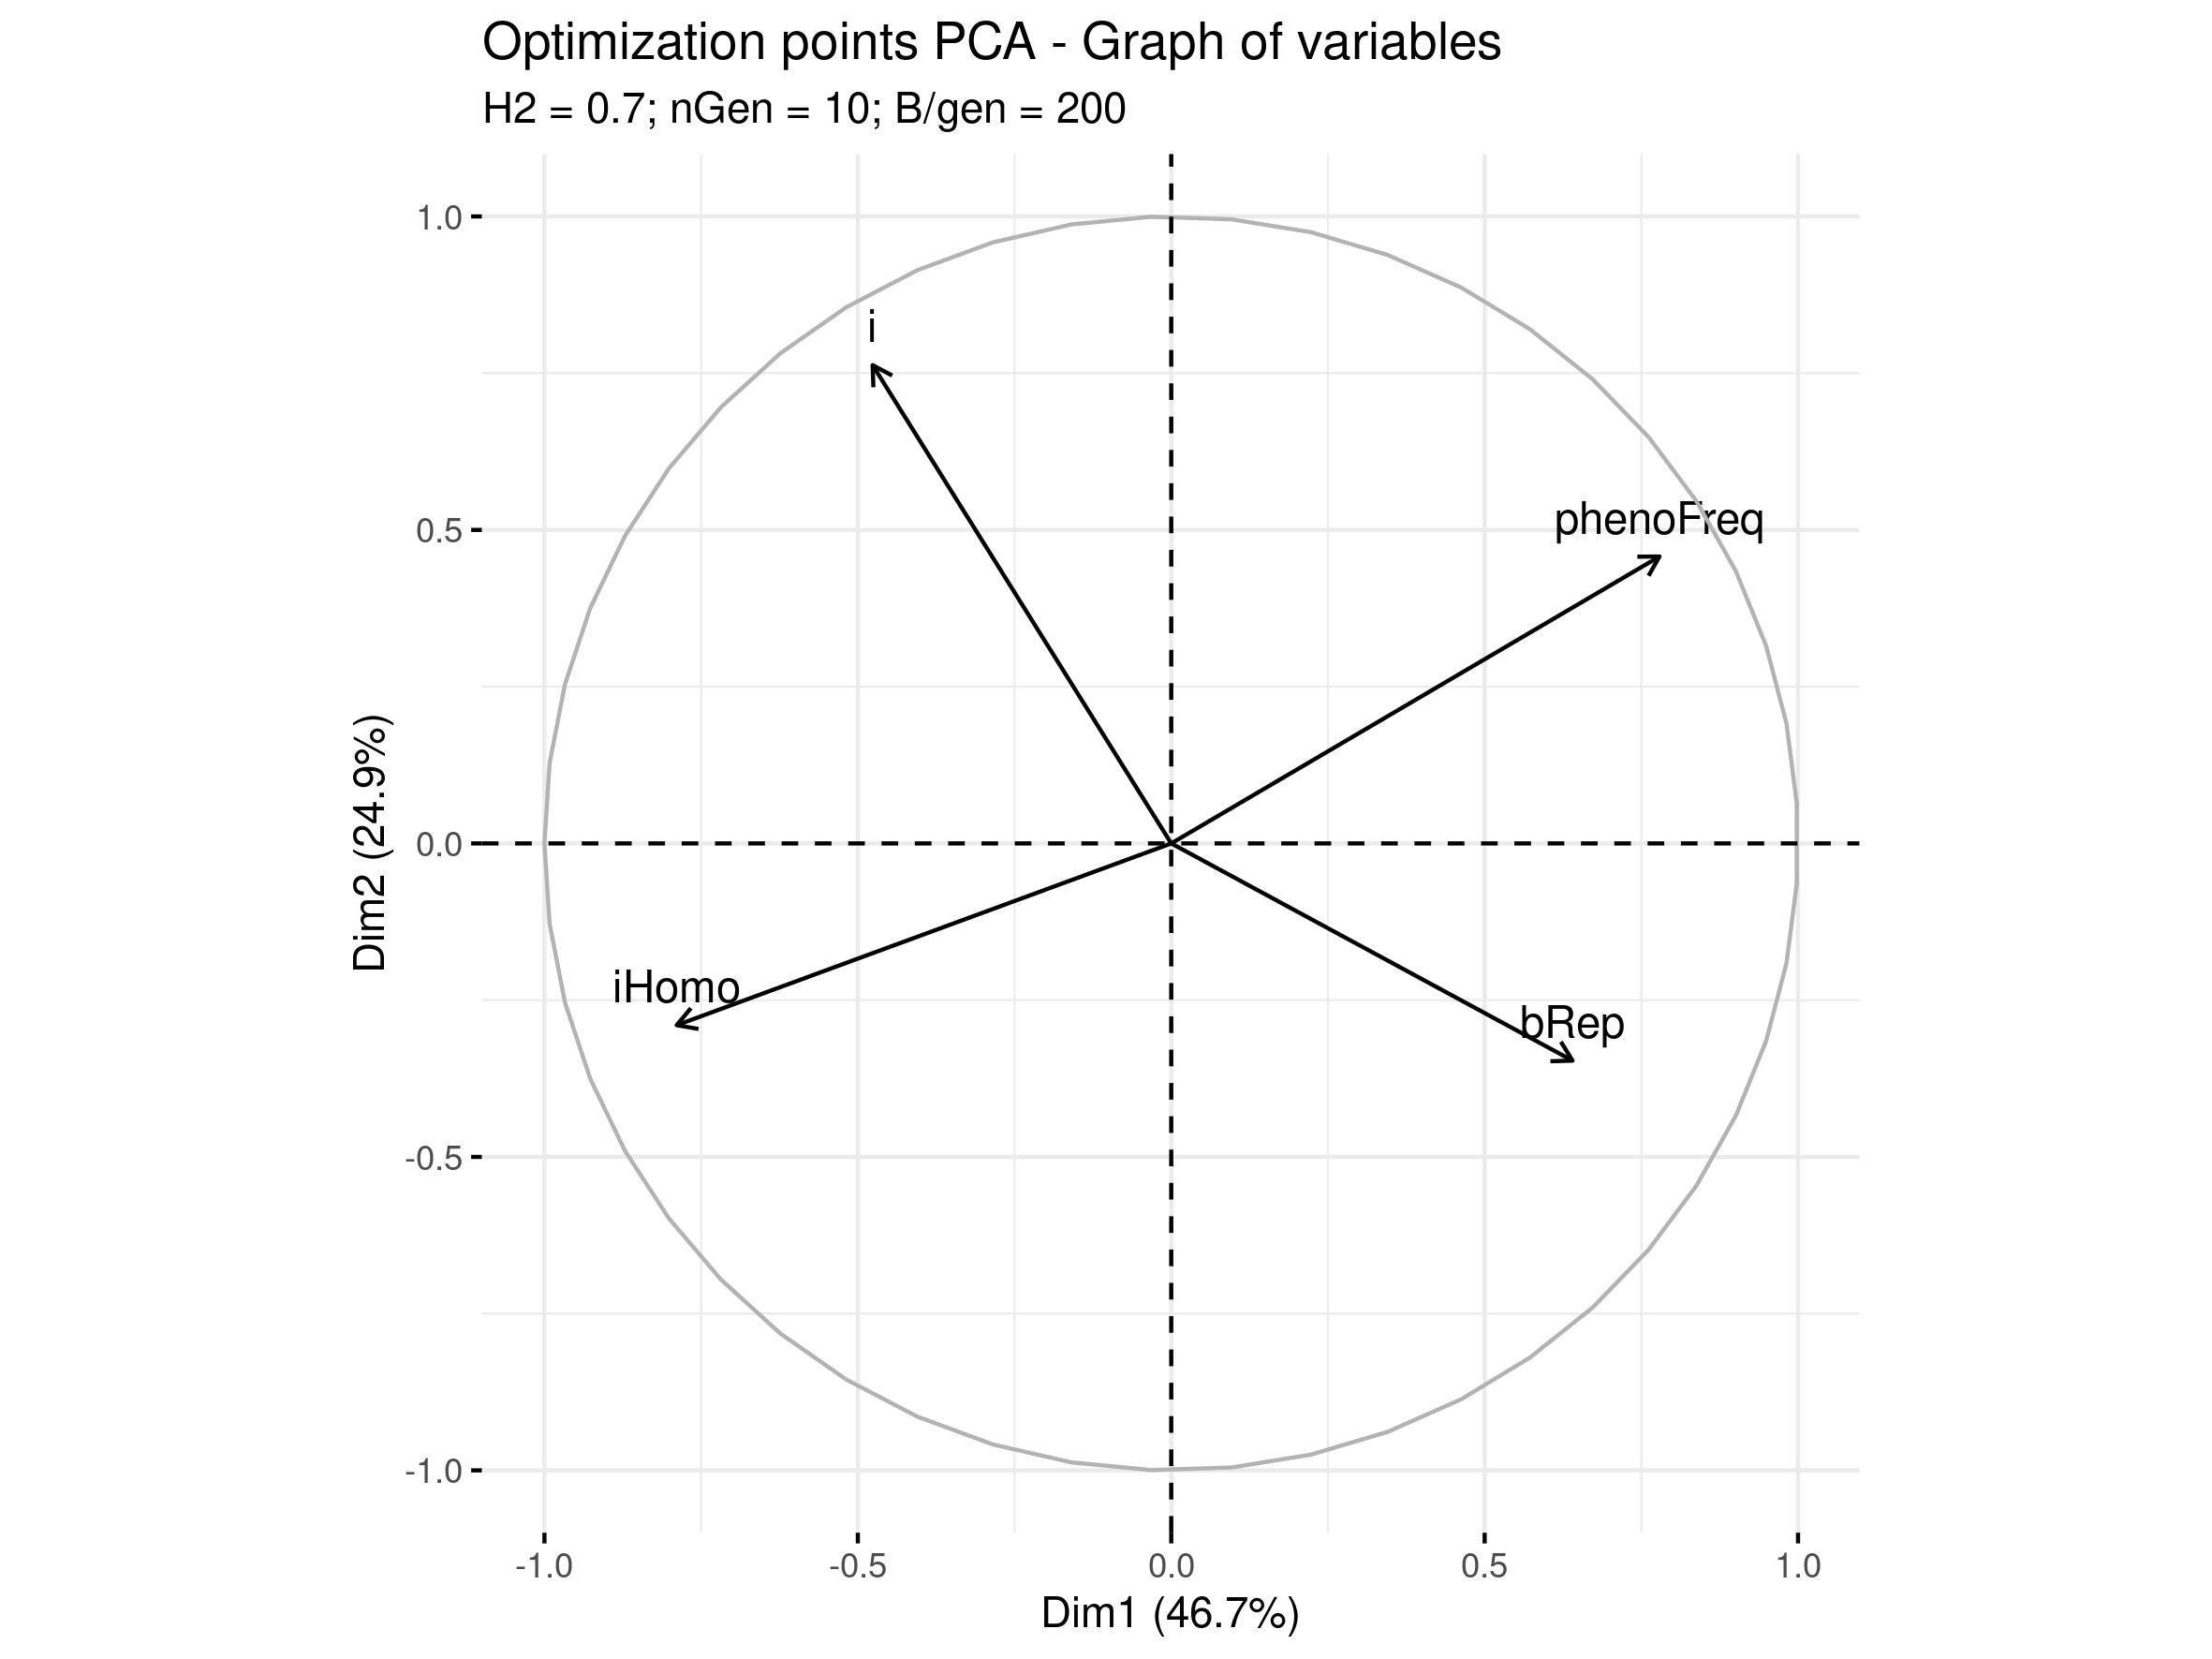 Optimization points PCA - Graph of variables
H2 = 0.7; nGen = 10; B/gen = 200
1.0
0.5
0.0
-0.5
-1.0
Dim2 (24.9%)
i
phenoFreq
iHomo
bRep
-1.0
-0.5
0.0
0.5
1.0
Dim1 (46.7%)